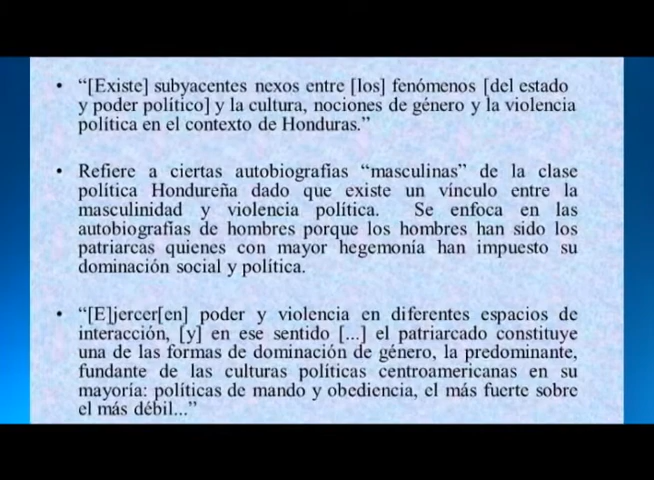 • “[Existe] subyacentes nexos entre [los] fenómenos [del estado
y poder político] y la cultura, nociones de género y la violencia
política en el contexto de Honduras.”
• Refiere a ciertas autobiografías “masculinas” de la clase
política Hondureña dado que existe un vínculo entre la
masculinidad y violencia política. Se enfoca en las
autobiografías de hombres porque los hombres han sido los
patriarcas quienes con mayor hegemonía han impuesto su
dominación social y política.
• “[E]jercer[en] poder y violencia en diferentes espacios de
interacción, [y] en ese sentido [...] el patriarcado constituye
una de las formas de dominación de género, la predominante,
fundante de las culturas políticas centroamericanas en su
mayoría: políticas de mando y obediencia, el más fuerte sobre
el más débil...”